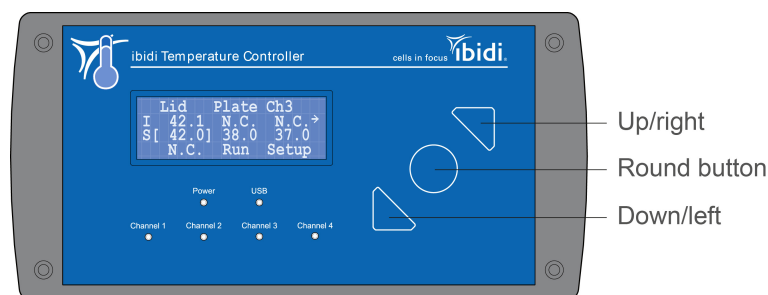 ibidi Temperature Controller
cells in focus ibidi.
Lid Plate Ch3
I 42.1 N.C. N.C.→
S[ 42.0] 38.0 37.0
N.C. Run Setup
Up/right
Round button
Down/left
Power USB
Channel 1 Channel 2 Channel 3 Channel 4